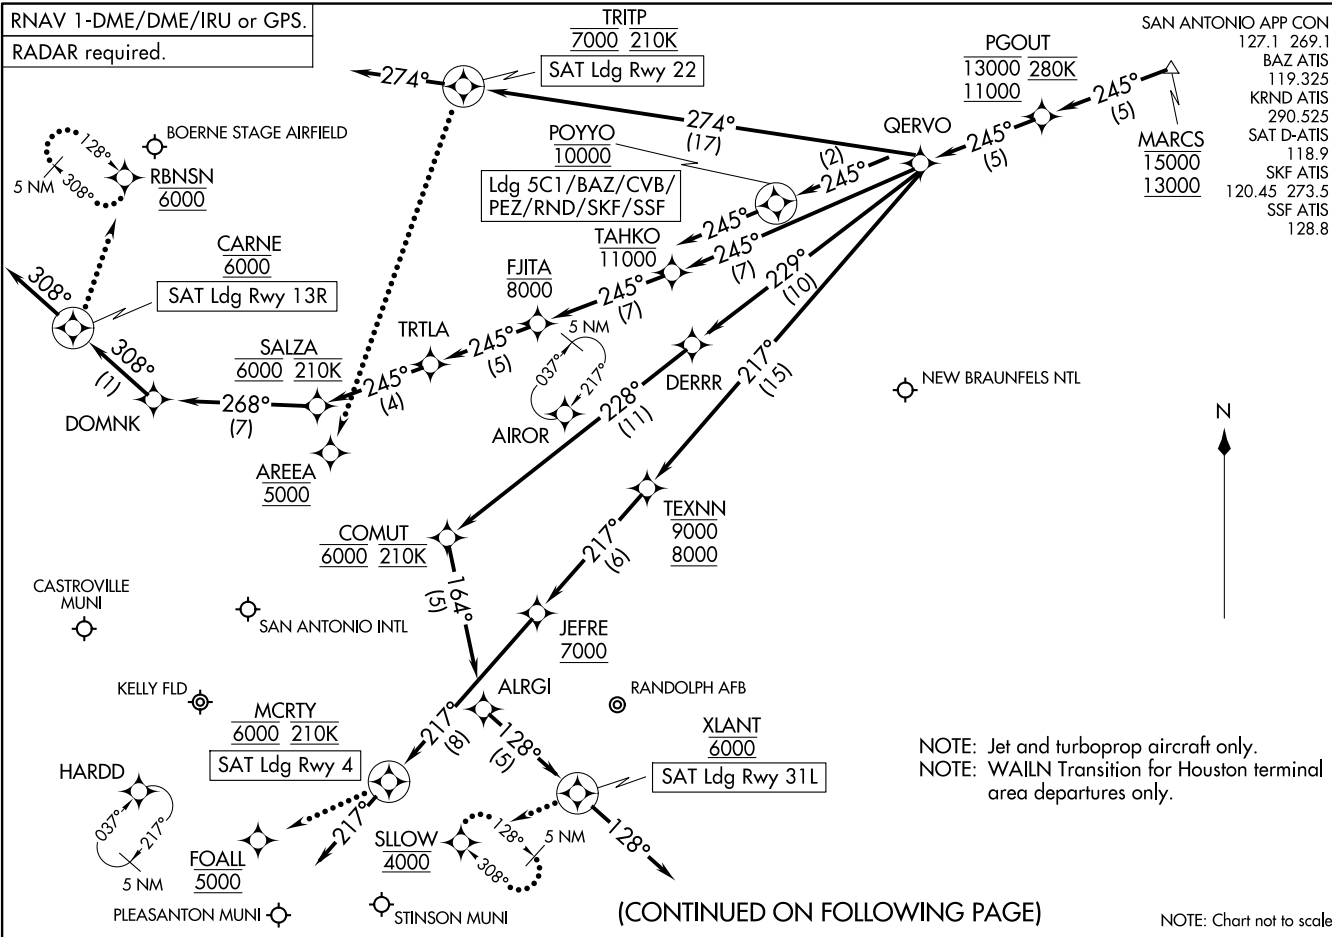 RNAV 1-DME/DME/IRU or GPS.
RADAR required.
TRITP
7000 210K
SAT Ldg Rwy 22
PGOUT
13000 280K
11000
SAN ANTONIO APP CON
127.1 269.1
BAZ ATIS
119.325
KRND ATIS
290.525
SAT D-ATIS
118.9
SKF ATIS
120.45 273.5
SSF ATIS
128.8
274°
245°
(5)
MARCS
15000
13000
QERVO
245°
(5)
274°
(17)
BOERNE STAGE AIRFIELD
128°
308°
5 NM
RBNSN
6000
POYYO
10000
Ldg 5C1/BAZ/CVB/
PEZ/RND/SKF/SSF
(2)
245°
245°
TAHKO
11000
245°
(7)
229°
(10)
CARNE
6000
SAT Ldg Rwy 13R
308°
308°
(1)
FJITA
8000
245°
(7)
5 NM
037°
217°
AIROR
TRTLA
245°
(5)
SALZA
6000 210K
245°
(4)
268°
(7)
DOMNK
DERRR
217°
(15)
NEW BRAUNFELS NTL
228°
(11)
N
AREEA
5000
TEXNN
9000
8000
COMUT
6000 210K
217°
(6)
164°
(5)
CASTROVILLE
MUNI
SAN ANTONIO INTL
JEFRE
7000
KELLY FLD
ALRGI
RANDOLPH AFB
MCRTY
6000 210K
SAT Ldg Rwy 4
217°
(8)
128°
(5)
XLANT
6000
SAT Ldg Rwy 31L
NOTE: Jet and turboprop aircraft only.
NOTE: WAILN Transition for Houston terminal
area departures only.
HARDD
037°
217°
5 NM
217°
FOALL
5000
SLLOW
4000
128°
308°
5 NM
128°
PLEASANTON MUNI
STINSON MUNI
(CONTINUED ON FOLLOWING PAGE)
NOTE: Chart not to scale